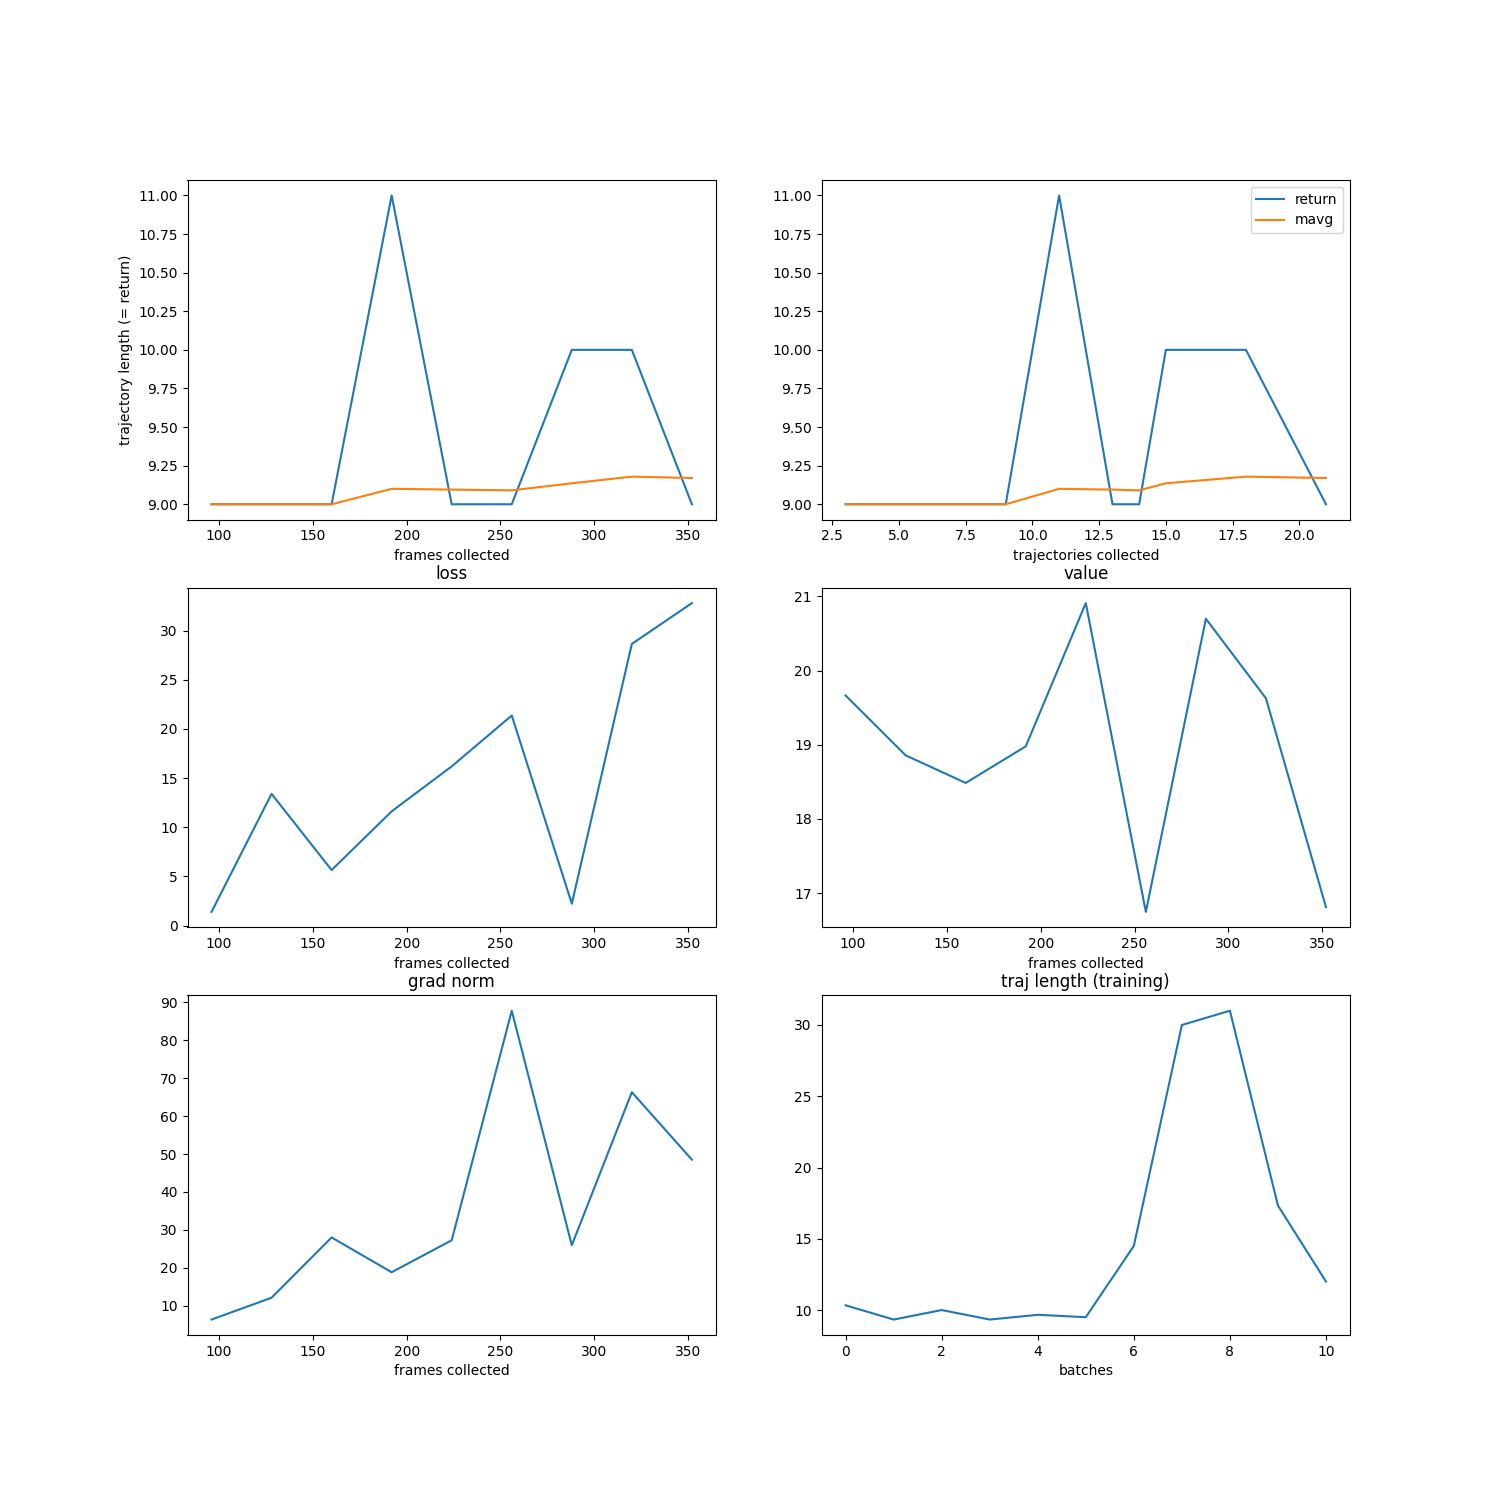 11.00
10.75
10.50
10.25
10.00
9.75
9.50
9.25
9.00
trajectory length (= return)
100 150 200 250 300 350
frames collected
return
mavg
11.00
10.75
10.50
10.25
10.00
9.75
9.50
9.25
9.00
2.5 5.0 7.5 10.0 12.5 15.0 17.5 20.0
trajectories collected
loss
30
25
20
15
10
5
0
100 150 200 250 300 350
frames collected
value
21
20
19
18
17
100 150 200 250 300 350
frames collected
grad norm
90
80
70
60
50
40
30
20
10
100 150 200 250 300 350
frames collected
traj length (training)
30
25
20
15
10
0 2 4 6 8 10
batches